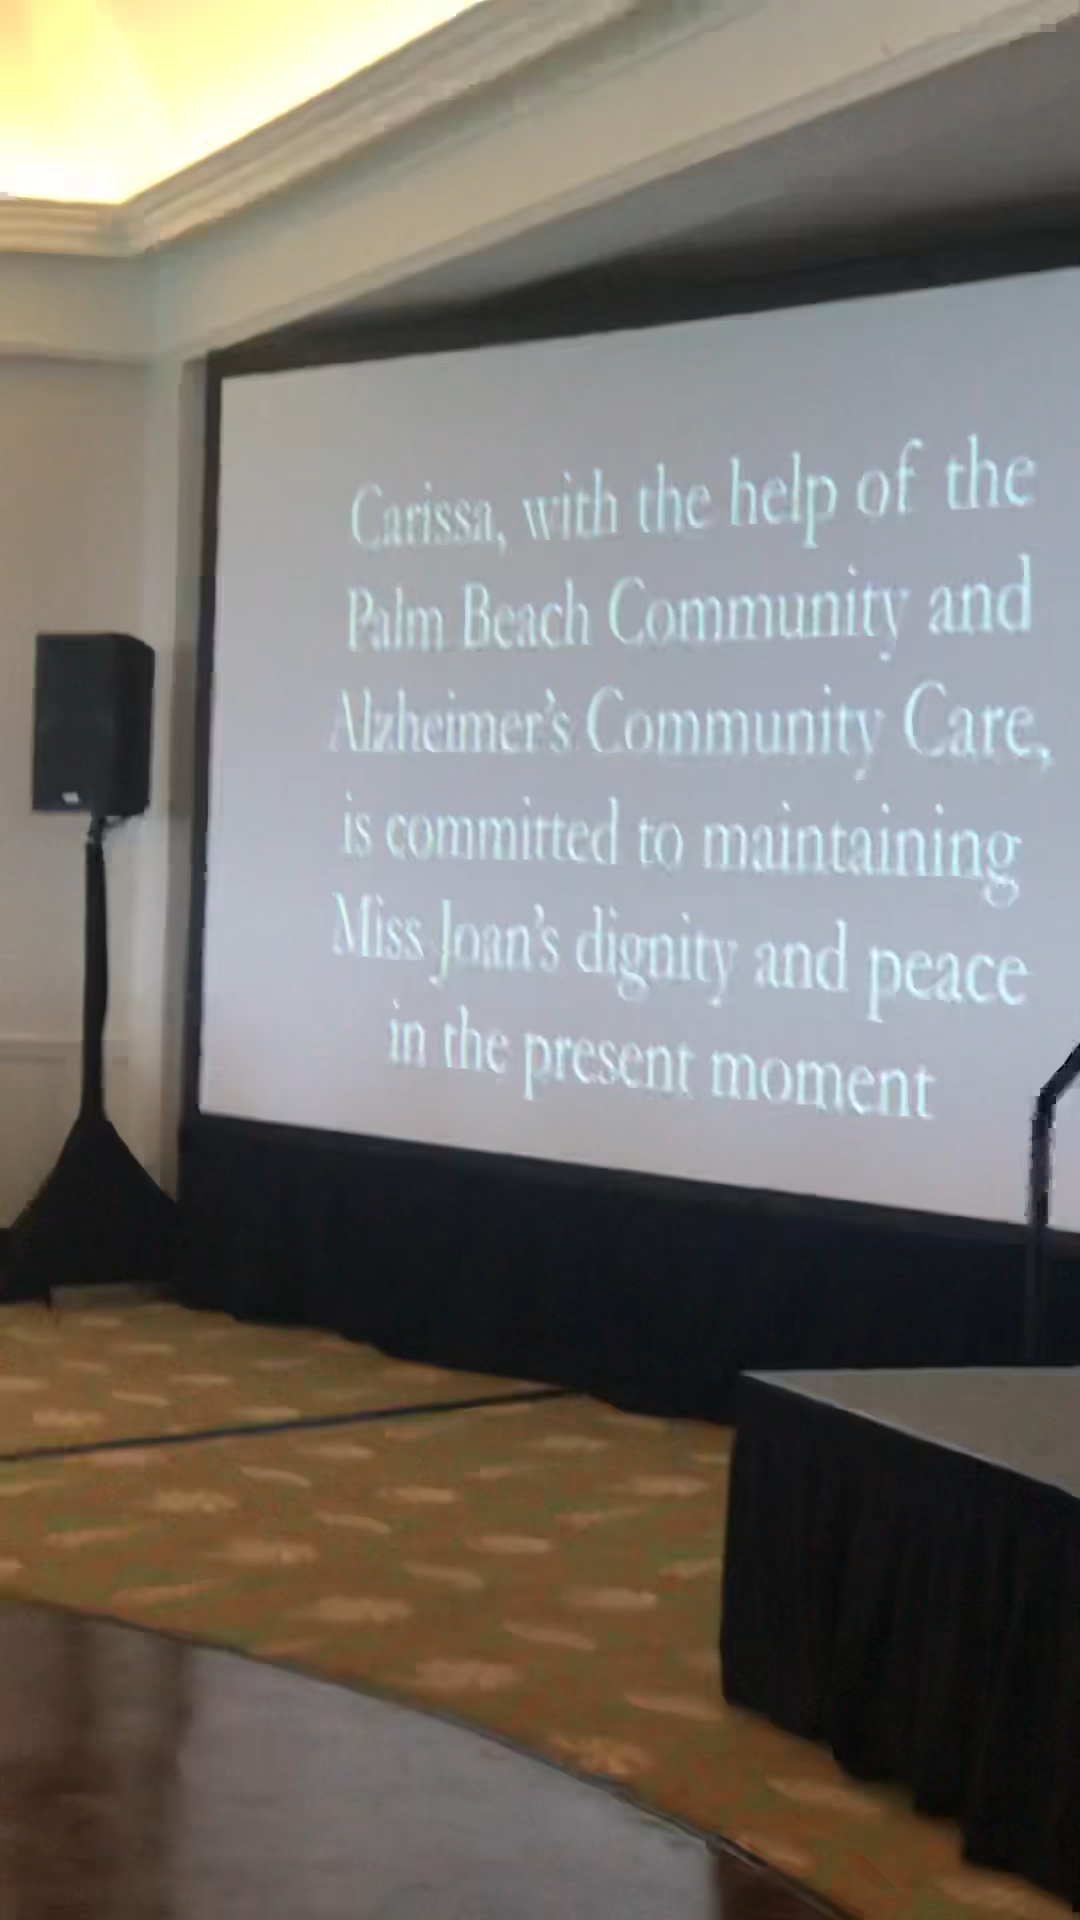 Carissa, with the help of the
Palm Beach Community and
Alzheimer's Community Care,
is committed to maintaining
Miss Joan's dignity and peace
in the present moment